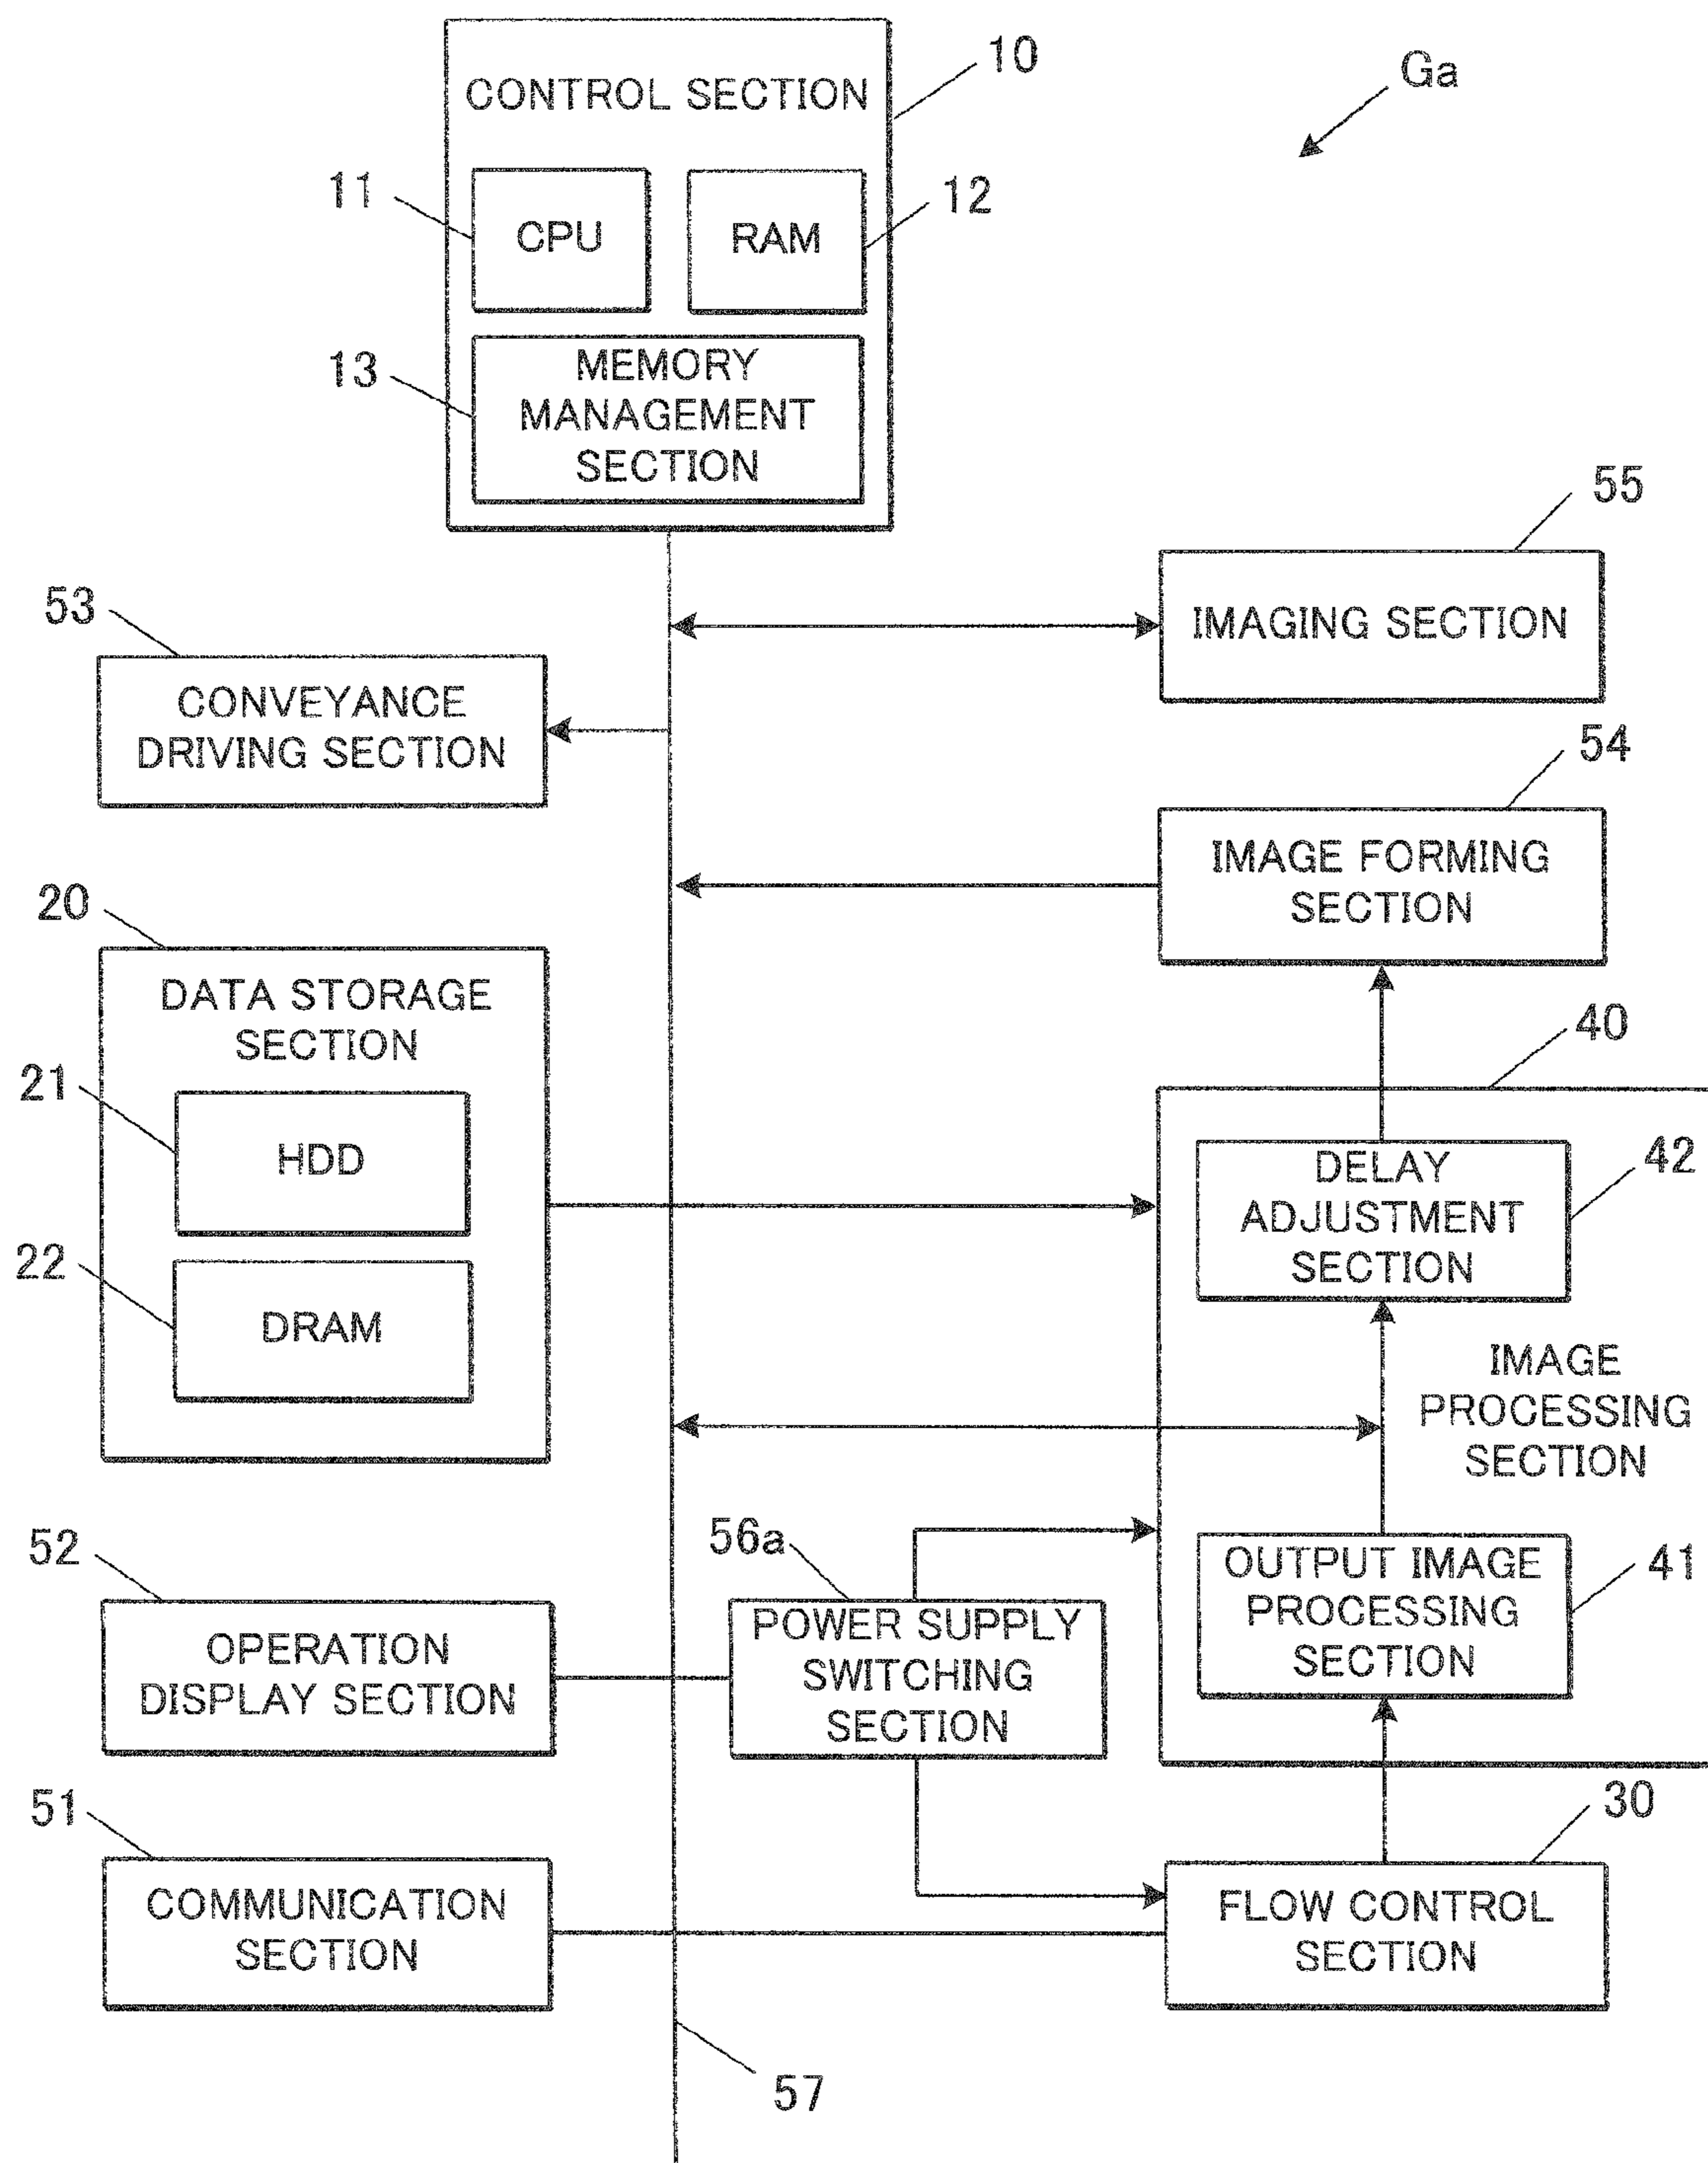 10
Ga
CONTROL SECTION
11
12
CPU
RAM
13
MEMORY
MANAGEMENT
SECTION
55
IMAGING SECTION
53
CONVEYANCE
DRIVING SECTION
54
IMAGE FORMING
SECTION
20
DATA STORAGE
SECTION
40
21
HDD
42
DELAY
ADJUSTMENT
SECTION
22
DRAM
IMAGE
PROCESSING
SECTION
52
OPERATION
DISPLAY SECTION
56a
POWER SUPPLY
SWITCHING
SECTION
41
OUTPUT IMAGE
PROCESSING
SECTION
51
COMMUNICATION
SECTION
30
FLOW CONTROL
SECTION
57